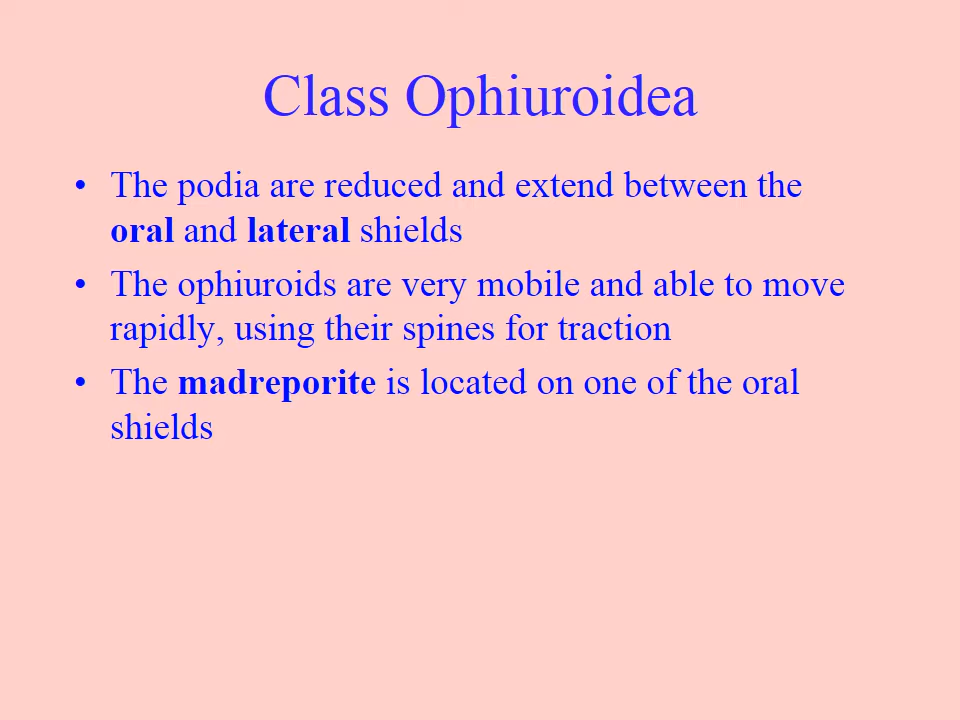 Class Ophiuroidea
• The podia are reduced and extend between the
oral and lateral shields
• The ophiuroids are very mobile and able to move
rapidly, using their spines for traction
• The madreporite is located on one of the oral
shields